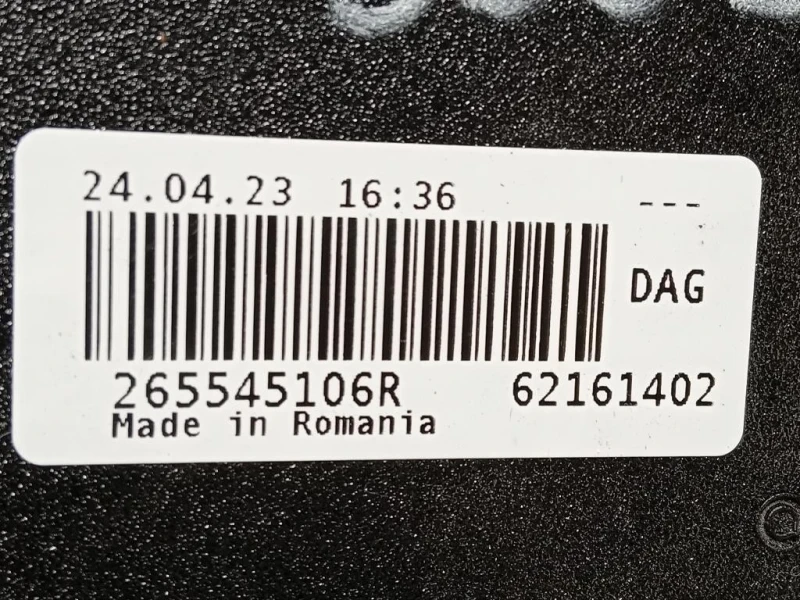 24.04.23 16:36 ---
DAG
265545106R 62161402
Made in Romania